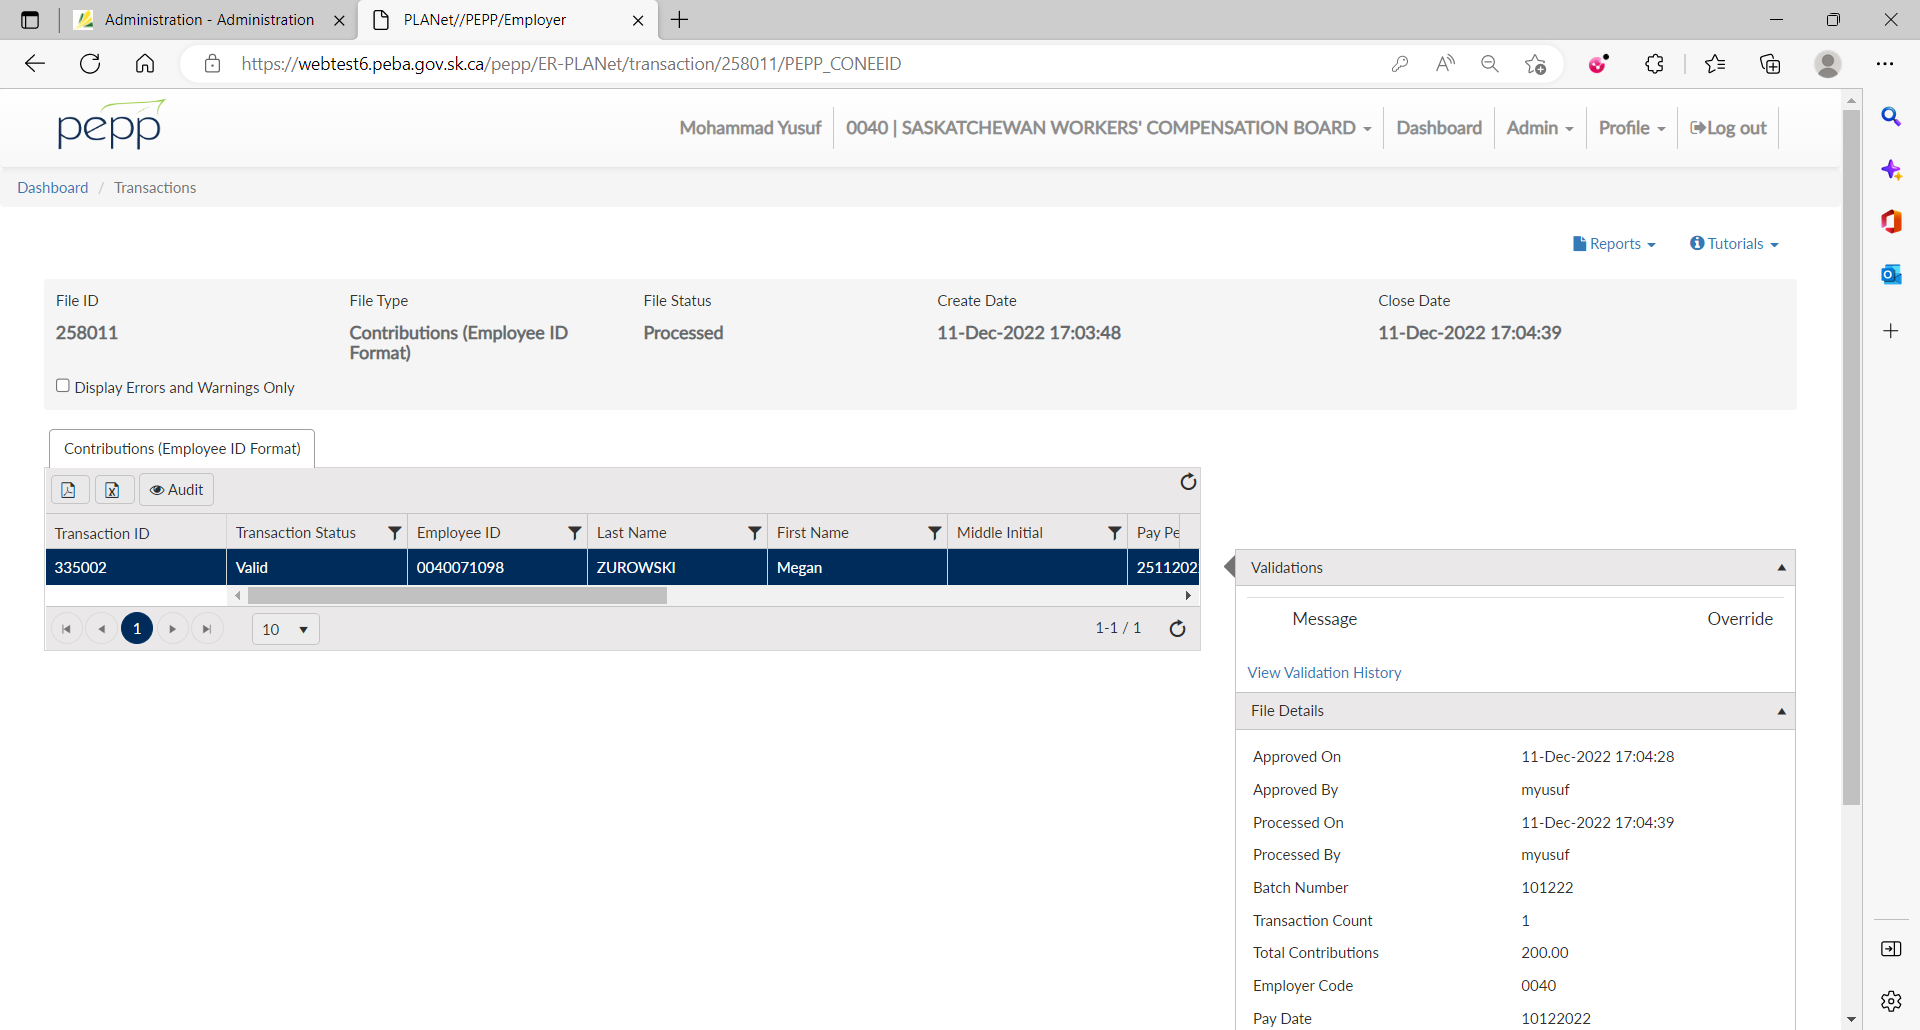 Administration - Administration
PLANet//PEPP/Employer
https://webtest6.peba.gov.sk.ca/pepp/ER-PLANet/transaction/258011/PEPP_CONEEID
pepp
Mohammad Yusuf
0040 | SASKATCHEWAN WORKERS' COMPENSATION BOARD
Dashboard
Admin
Profile
Log out
Dashboard / Transactions
Reports
Tutorials
File ID
File Type
File Status
Create Date
Close Date
258011
Contributions (Employee ID
Format)
Processed
11-Dec-2022 17:03:48
11-Dec-2022 17:04:39
Display Errors and Warnings Only
Contributions (Employee ID Format)
Audit
Transaction ID
Transaction Status
Employee ID
Last Name
First Name
Middle Initial
Pay Pe
335002
Valid
0040071098
ZUROWSKI
Megan
2511202
1
10
1-1 / 1
Validations
Message
Override
View Validation History
File Details
Approved On 11-Dec-2022 17:04:28
Approved By myusuf
Processed On 11-Dec-2022 17:04:39
Processed By myusuf
Batch Number 101222
Transaction Count 1
Total Contributions 200.00
Employer Code 0040
Pay Date 10122022